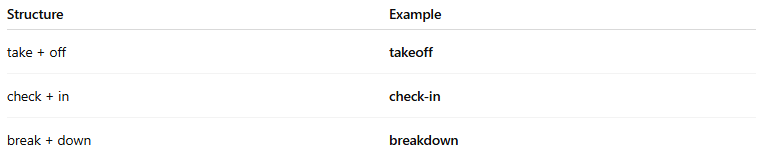 Structure Example
take + off takeoff
check + in check-in
break + down breakdown